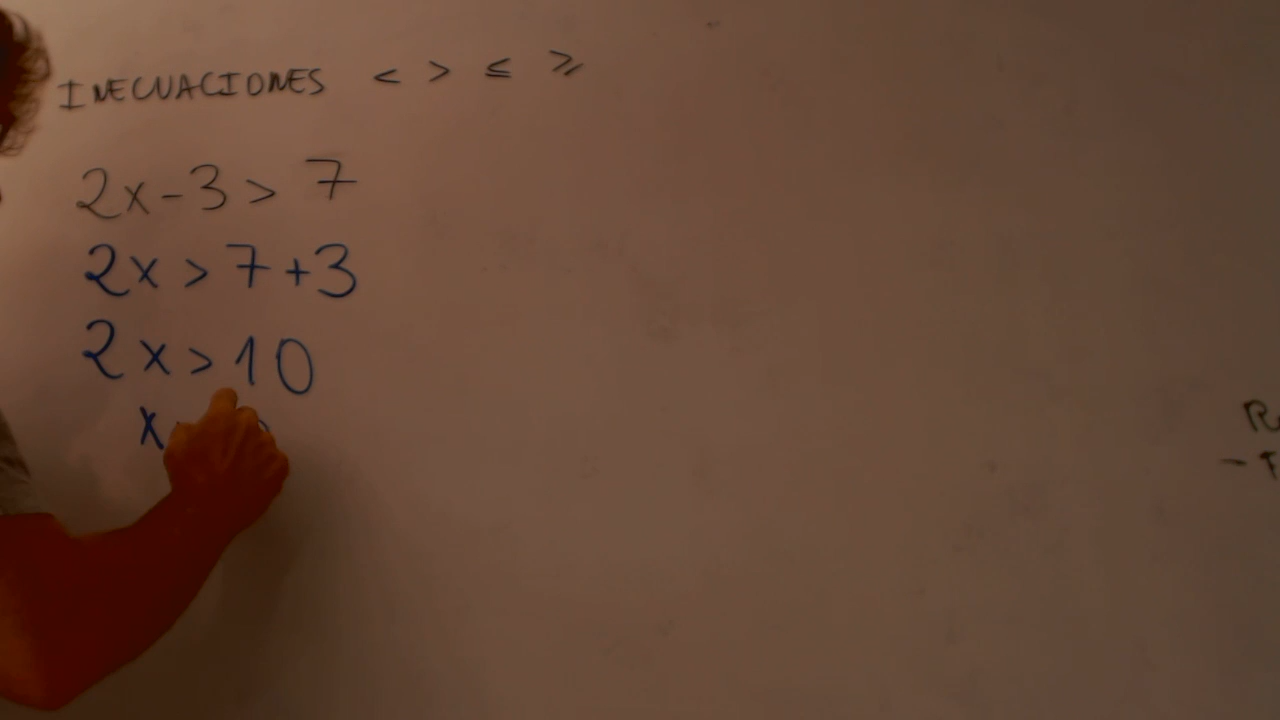 INECUACIONES < > ≤ ≥
2x-3 > 7
2x > 7+3
2x > 10
x